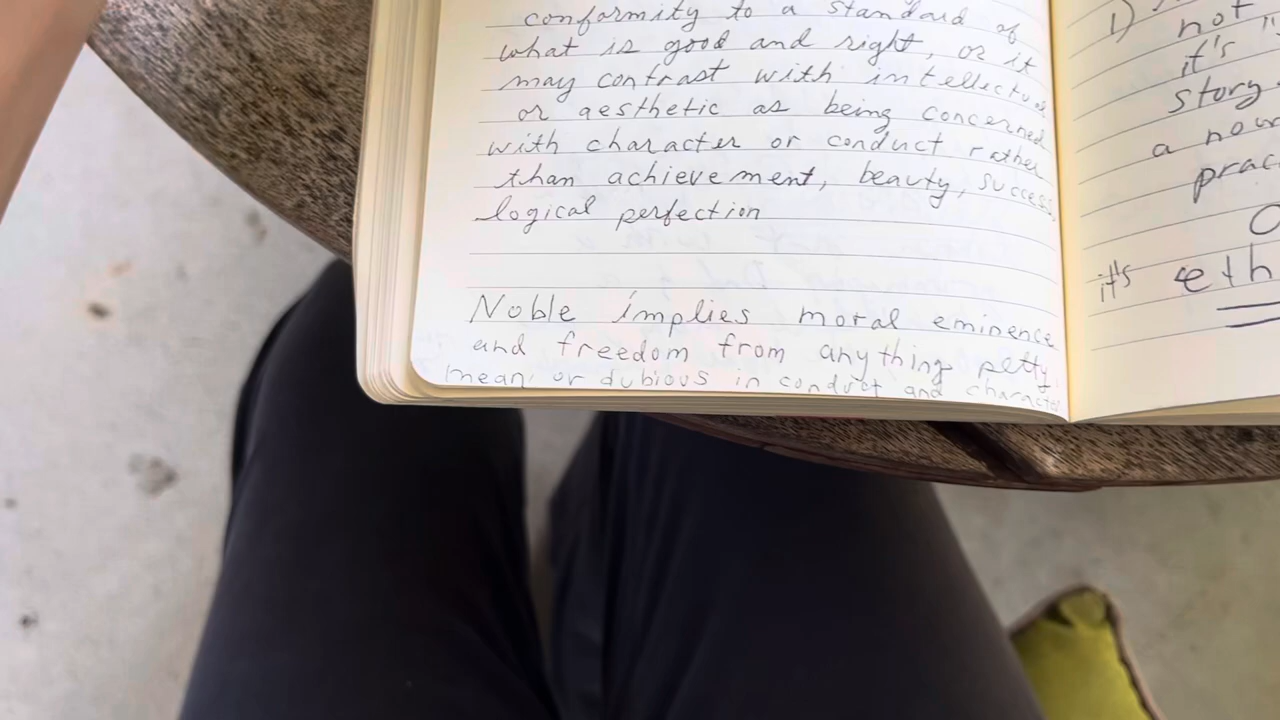 conformity to a standard of
what is good and right, or it
may contrast with intellectual
or aesthetic as being concerned
with character or conduct rather
than achievement, beauty, success,
logical perfection
Noble implies moral eminence
and freedom from anything petty,
mean, or dubious in conduct and character
1)
not
it's
story
a
it's eth